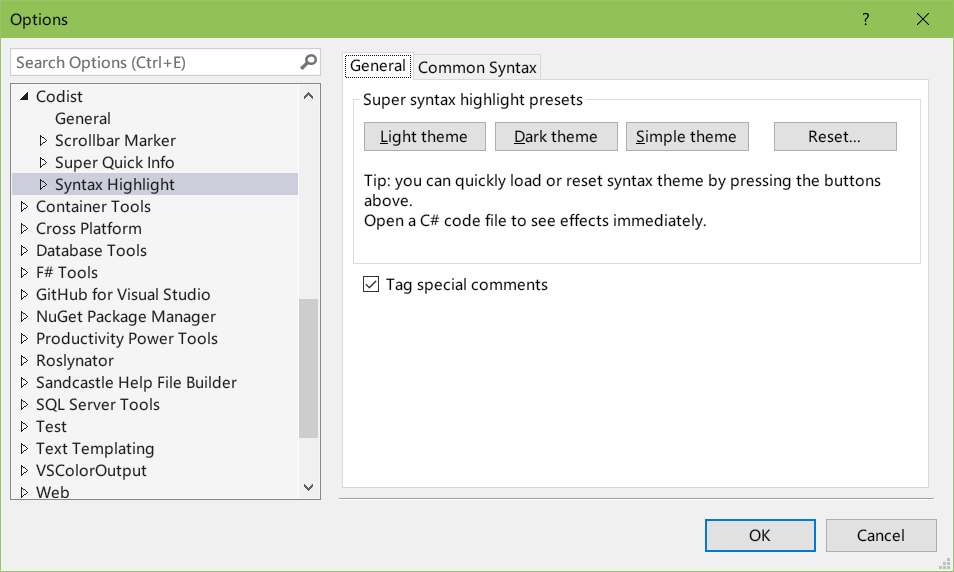 Options
?
Search Options (Ctrl+E)
Codist
General
Scrollbar Marker
Super Quick Info
Syntax Highlight
Container Tools
Cross Platform
Database Tools
F# Tools
GitHub for Visual Studio
NuGet Package Manager
Productivity Power Tools
Roslynator
Sandcastle Help File Builder
SQL Server Tools
Test
Text Templating
VSColorOutput
Web
General Common Syntax
Super syntax highlight presets
Light theme Dark theme Simple theme Reset...
Tip: you can quickly load or reset syntax theme by pressing the buttons
above.
Open a C# code file to see effects immediately.
Tag special comments
OK Cancel